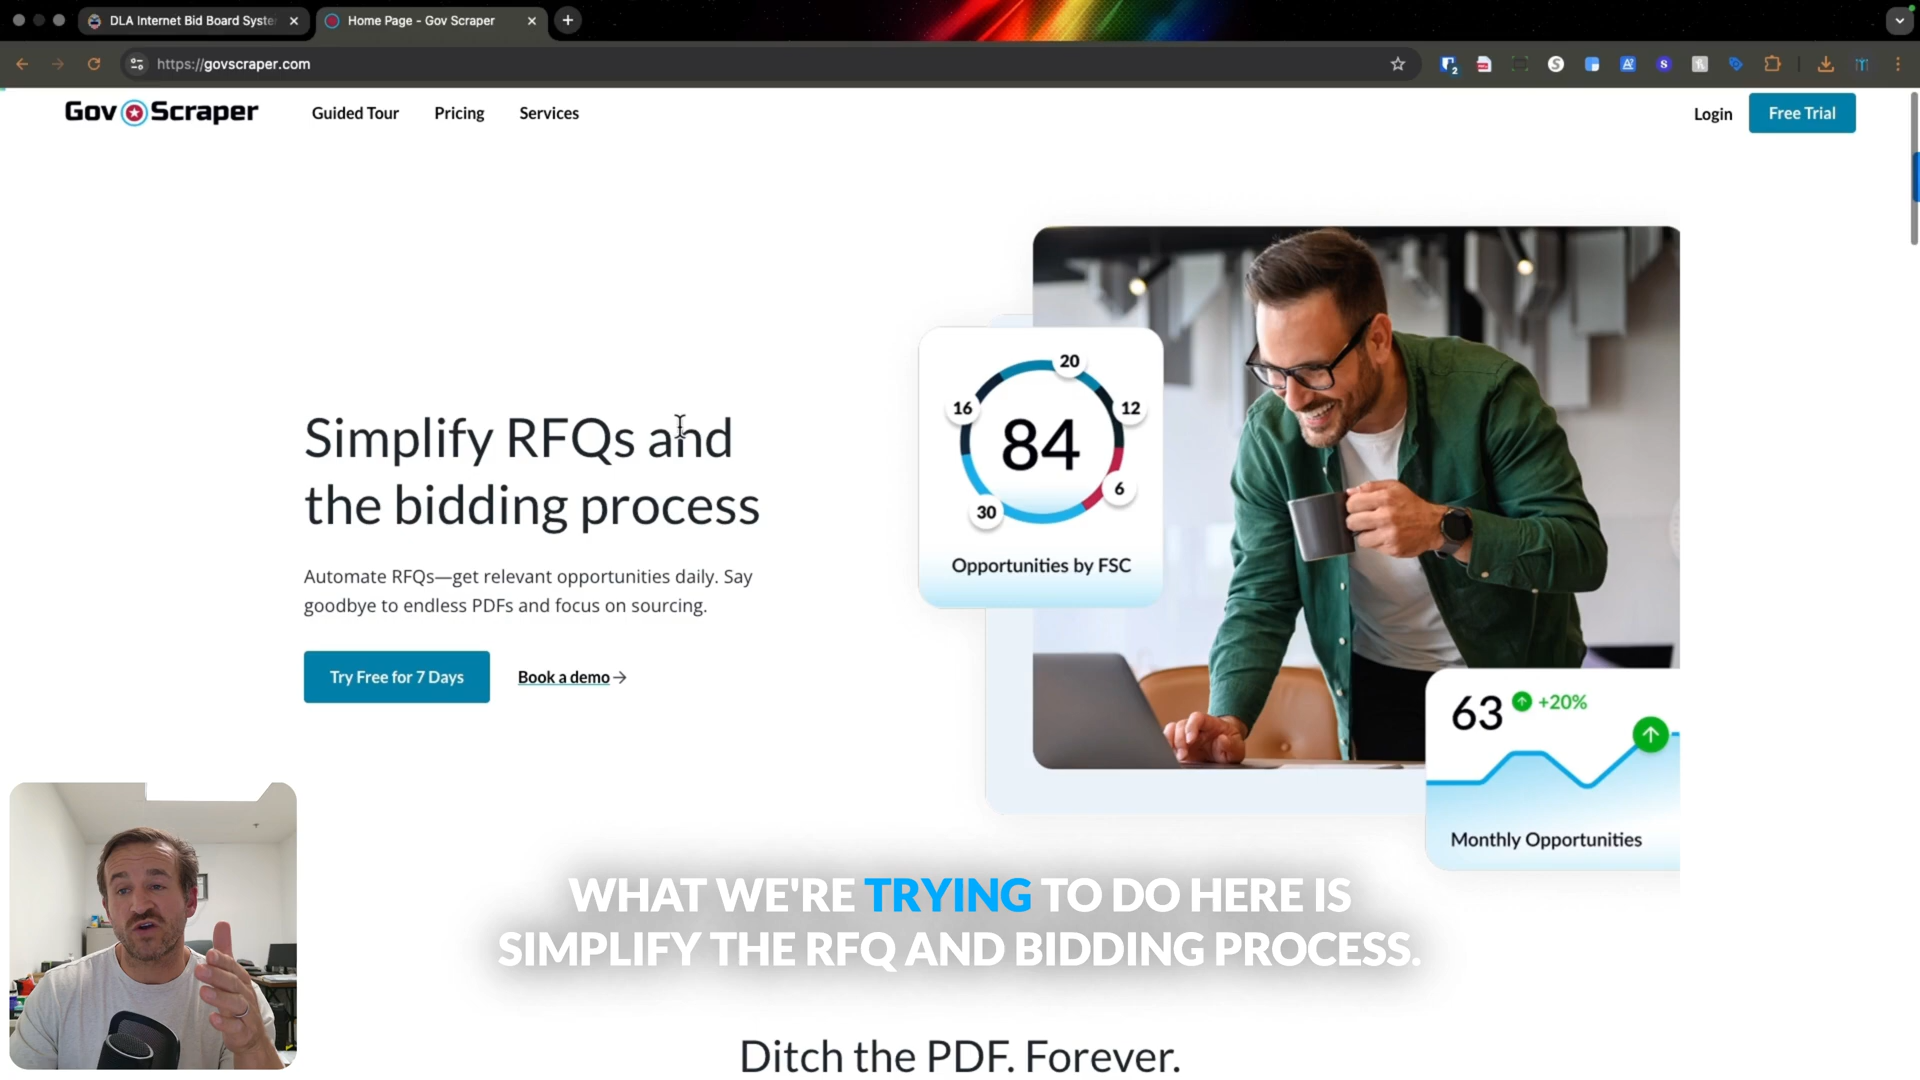 DLA Internet Bid Board Syste
Home Page - Gov Scraper
https://govscraper.com
Gov Scraper
Guided Tour
Pricing
Services
Login
Free Trial
Simplify RFQs and
the bidding process
Automate RFQs—get relevant opportunities daily. Say
goodbye to endless PDFs and focus on sourcing.
Try Free for 7 Days
Book a demo
20
16
12
84
6
30
Opportunities by FSC
63
+20%
Monthly Opportunities
WHAT WE'RE TRYING TO DO HERE IS
SIMPLIFY THE RFQ AND BIDDING PROCESS.
Ditch the PDF. Forever.